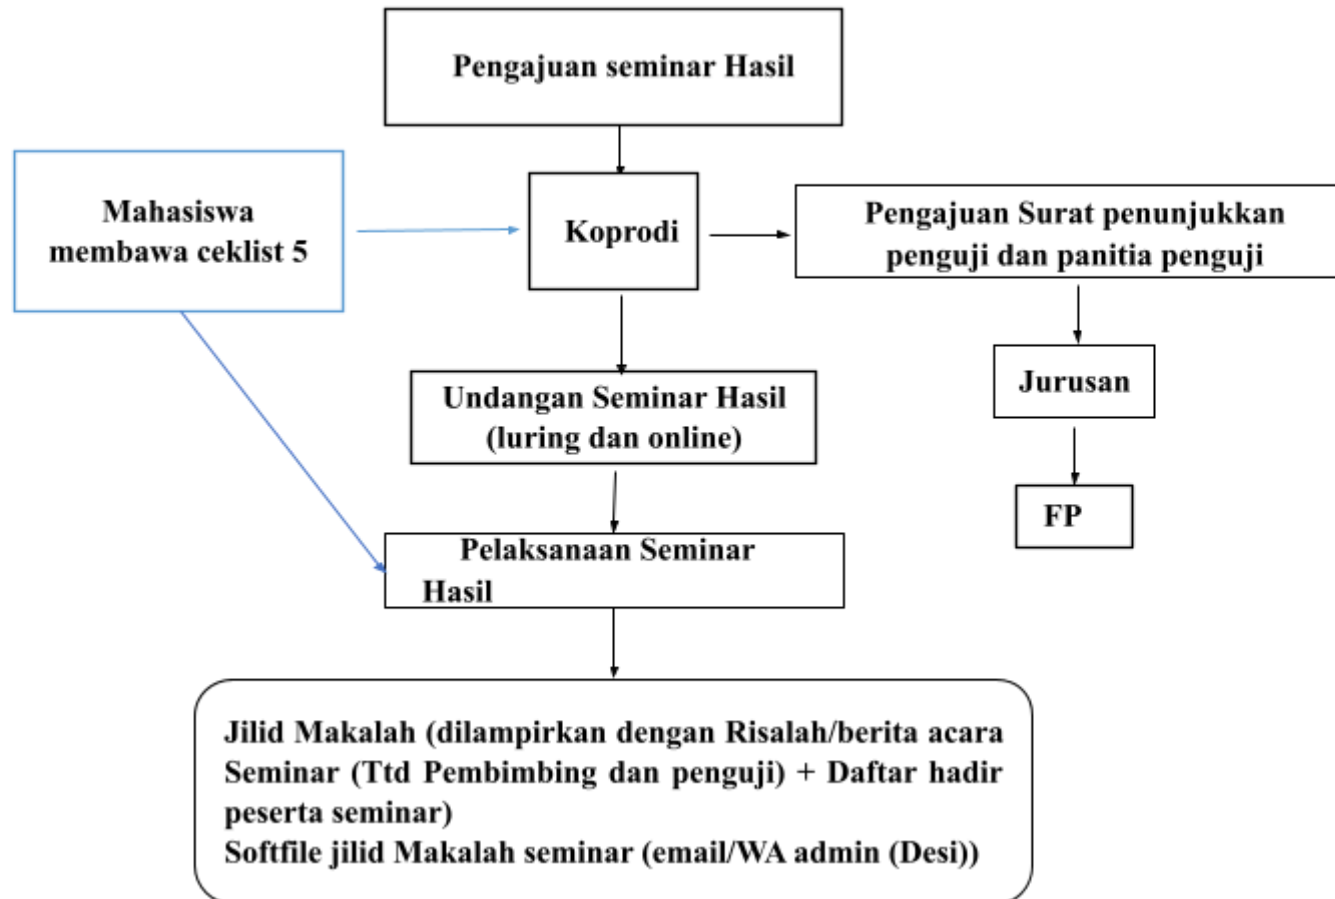 Pengajuan seminar Hasil
Mahasiswa
membawa ceklist 5
Koprodi
Pengajuan Surat penunjukkan
penguji dan panitia penguji
Jurusan
Undangan Seminar Hasil
(luring dan online)
FP
Pelaksanaan Seminar
Hasil
Jilid Makalah (dilampirkan dengan Risalah/berita acara
Seminar (Ttd Pembimbing dan penguji) + Daftar hadir
peserta seminar)
Softfile jilid Makalah seminar (email/WA admin (Desi))